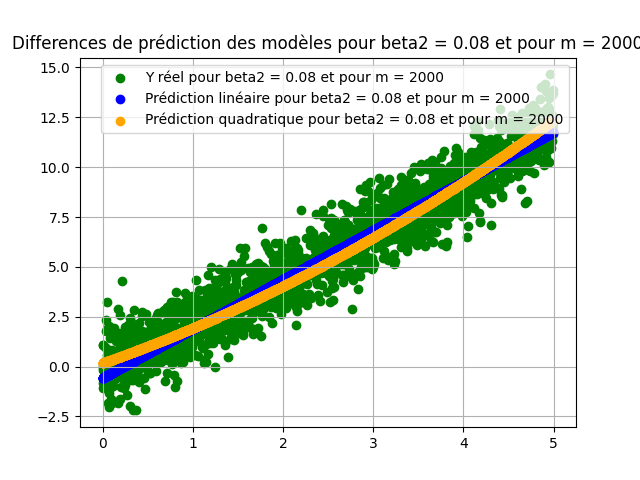 Differences de prédiction des modèles pour beta2 = 0.08 et pour m = 2000
15.0
12.5
10.0
7.5
5.0
2.5
0.0
−2.5
Y réel pour beta2 = 0.08 et pour m = 2000
Prédiction linéaire pour beta2 = 0.08 et pour m = 2000
Prédiction quadratique pour beta2 = 0.08 et pour m = 2000
0 1 2 3 4 5